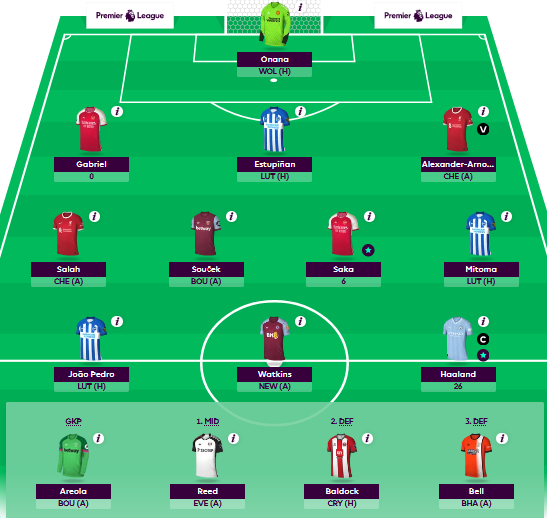 Premier League
Premier League
i
Onana
WOL (H)
i i i
V
Gabriel Estupiñan Alexander-Arno...
0 LUT (H) CHE (A)
i i i i
Salah Souček Saka Mitoma
CHE (A) BOU (A) 6 LUT (H)
i i i
C
João Pedro Watkins Haaland
LUT (H) NEW (A) 26
GKP 1. MID 2. DEF 3. DEF
i i i i
Areola Reed Baldock Bell
BOU (A) EVE (A) CRY (H) BHA (A)